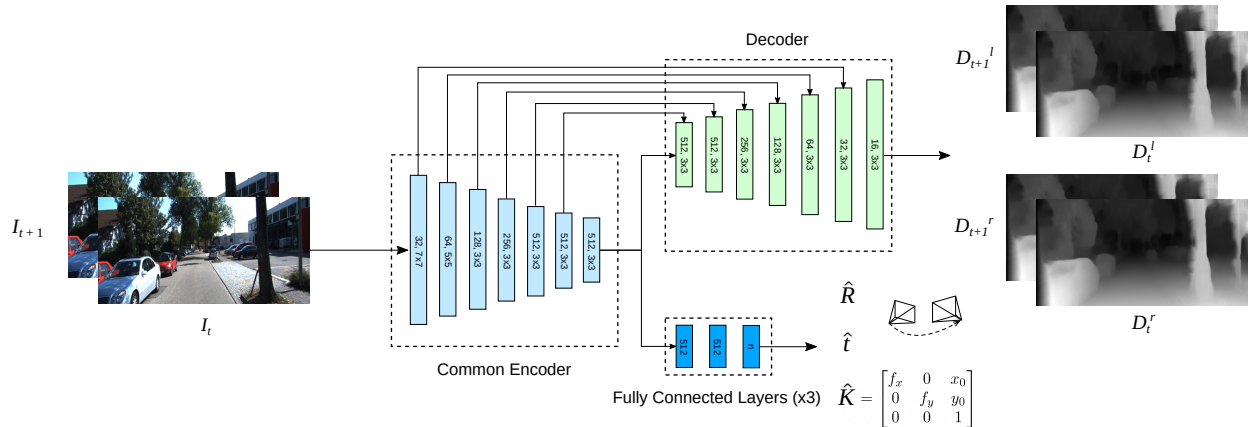 Decoder
D_{t+1}^l
D_t^l
512, 3x3
512, 3x3
256, 3x3
128, 3x3
64, 3x3
32, 3x3
16, 3x3
I_{t+1}
I_t
32, 7x7
64, 5x5
128, 3x3
256, 3x3
512, 3x3
512, 3x3
512, 3x3
Common Encoder
D_{t+1}^r
D_t^r
512
512
n
Fully Connected Layers (x3)
R̂
t̂
K̂ = [f_x 0 x_0
0 f_y y_0
0 0 1]